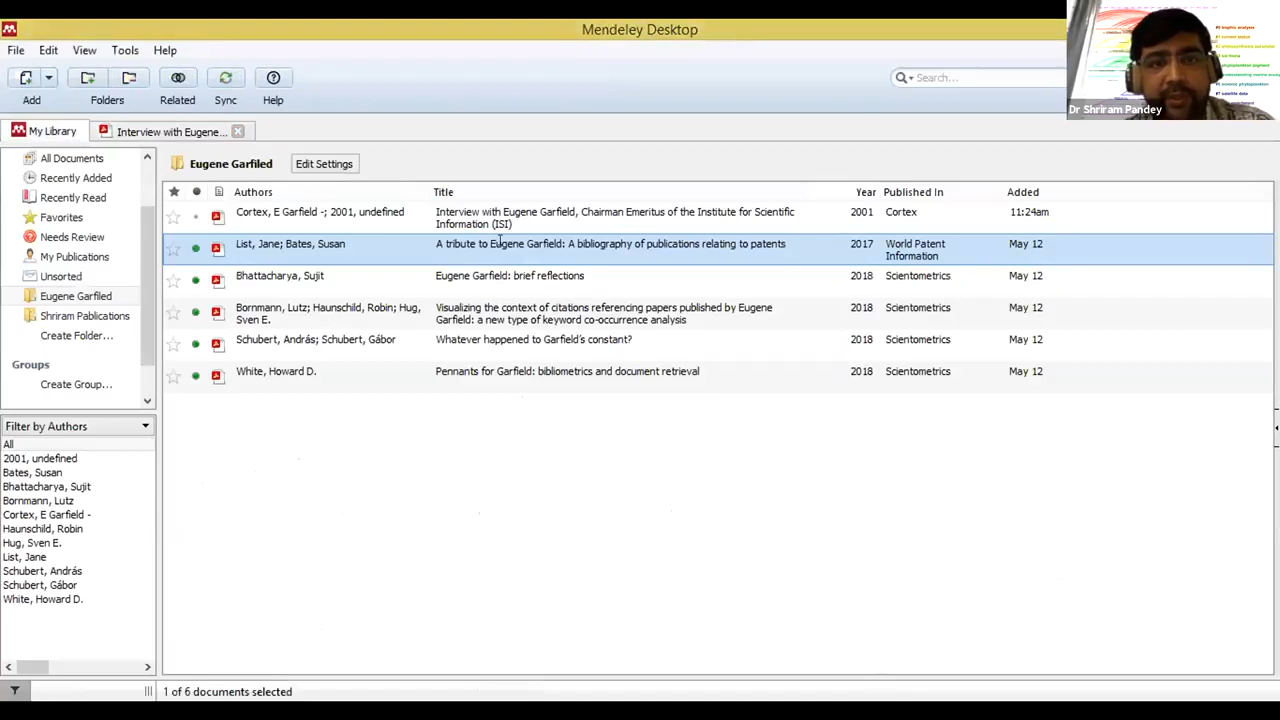 Mendeley Desktop
File Edit View Tools Help
Add Folders Related Sync Help
Search...
Dr Shriram Pandey
My Library Interview with Eugene...
All Documents
Recently Added
Recently Read
Favorites
Needs Review
My Publications
Unsorted
Eugene Garfiled
Shriram Publications
Create Folder...
Groups
Create Group...
Filter by Authors
All
2001, undefined
Bates, Susan
Bhattacharya, Sujit
Bornmann, Lutz
Cortex, E Garfield -
Haunschild, Robin
Hug, Sven E.
List, Jane
Schubert, András
Schubert, Gábor
White, Howard D.
Eugene Garfiled Edit Settings
Authors Title Year Published In Added
Cortex, E Garfield -; 2001, undefined Interview with Eugene Garfield, Chairman Emeritus of the Institute for Scientific 2001 Cortex 11:24am
Information (ISI)
List, Jane; Bates, Susan A tribute to Eugene Garfield: A bibliography of publications relating to patents 2017 World Patent May 12
Information
Bhattacharya, Sujit Eugene Garfield: brief reflections 2018 Scientometrics May 12
Bornmann, Lutz; Haunschild, Robin; Hug, Visualizing the context of citations referencing papers published by Eugene 2018 Scientometrics May 12
Sven E. Garfield: a new type of keyword co-occurrence analysis
Schubert, András; Schubert, Gábor Whatever happened to Garfield's constant? 2018 Scientometrics May 12
White, Howard D. Pennants for Garfield: bibliometrics and document retrieval 2018 Scientometrics May 12
1 of 6 documents selected